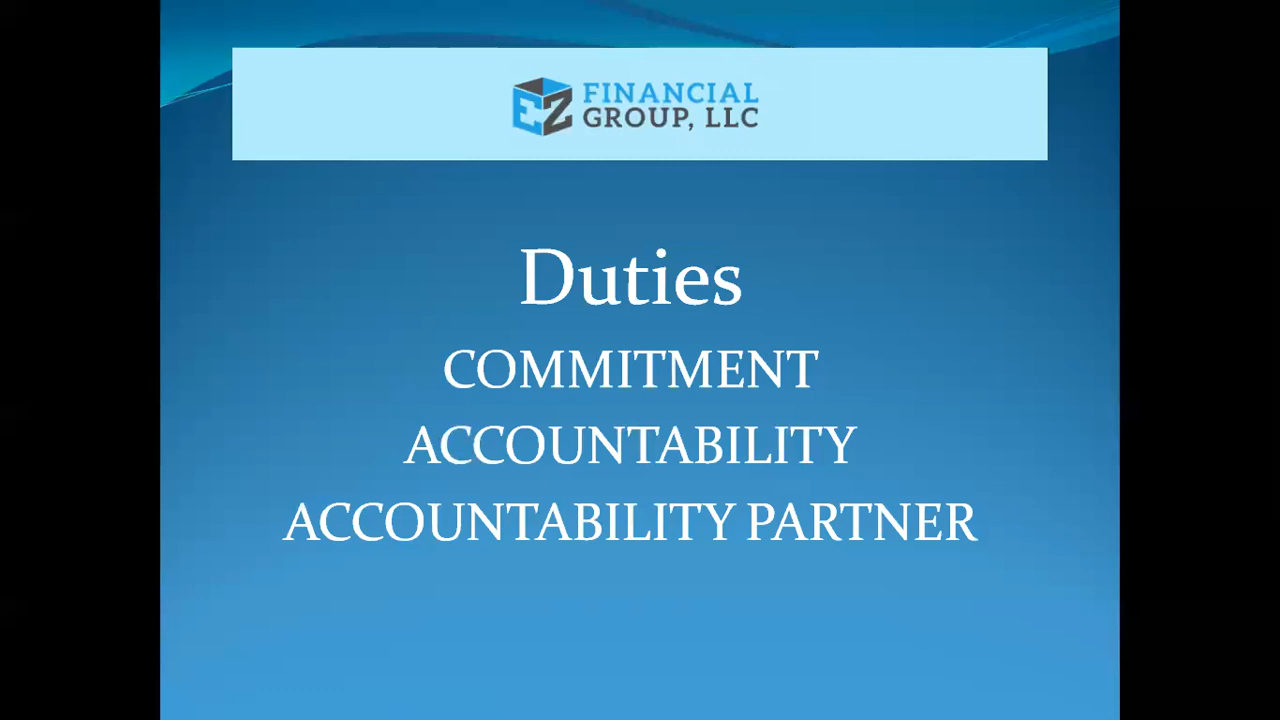 EZ FINANCIAL
GROUP, LLC
Duties
COMMITMENT
ACCOUNTABILITY
ACCOUNTABILITY PARTNER